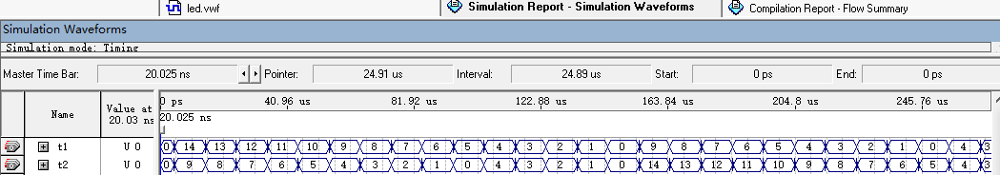 led.vwf Simulation Report - Simulation Waveforms Compilation Report - Flow Summary
Simulation Waveforms
Simulation mode: Timing
Master Time Bar: 20.025 ns Pointer: 24.91 us Interval: 24.89 us Start: 0 ps End: 0 ps
Name Value at 20.03 ns 0 ps 40.96 us 81.92 us 122.88 us 163.84 us 204.8 us 245.76 us
20.025 ns
t1 U 0 0 14 13 12 11 10 9 8 7 6 5 4 3 2 1 0 9 8 7 6 5 4 3 2 1 0 4 3
t2 U 0 0 9 8 7 6 5 4 3 2 1 0 4 3 2 1 0 14 13 12 11 10 9 8 7 6 5 4 3